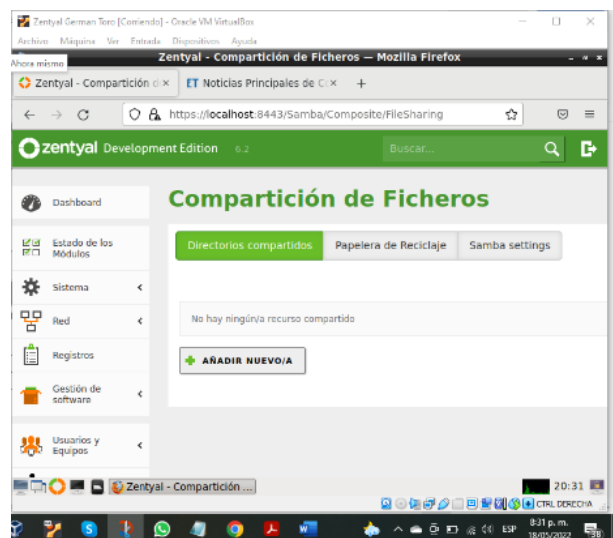 Zentyal German Toro [Corriendo] - Oracle VM VirtualBox
Archivo Máquina Ver Entrada Dispositivos Ayuda
Ahora mismo
Zentyal - Compartición de Ficheros — Mozilla Firefox
Zentyal - Compartición d
ET Noticias Principales de C
https://localhost:8443/Samba/Composite/FileSharing
zentyal Development Edition 6.2
Buscar...
Dashboard
Estado de los
Módulos
Sistema
Red
Registros
Gestión de
software
Usuarios y
Equipos
Compartición de Ficheros
Directorios compartidos Papelera de Reciclaje Samba settings
No hay ningún/a recurso compartido
AÑADIR NUEVO/A
Zentyal - Compartición ...]
20:31
CTRL DERECHA
ESP
8:31 p. m.
18/05/2022
38